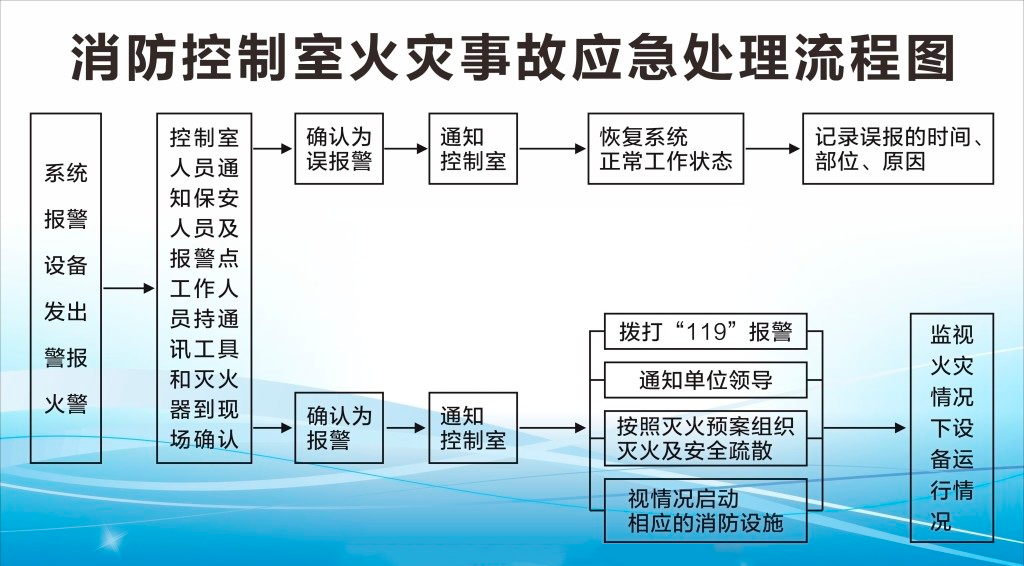 消防控制室火灾事故应急处理流程图
系统
报警
设备
发出
警报
火警
控制室
人员通
知保安
人员及
报警点
工作人
员持通
讯工具
和灭火
器到现
场确认
确认为
误报警
通知
控制室
恢复系统
正常工作状态
记录误报的时间、
部位、原因
确认为
报警
通知
控制室
拨打“119”报警
通知单位领导
按照灭火预案组织
灭火及安全疏散
视情况启动
相应的消防设施
监视
火灾
情况
下设
备运
行情
况